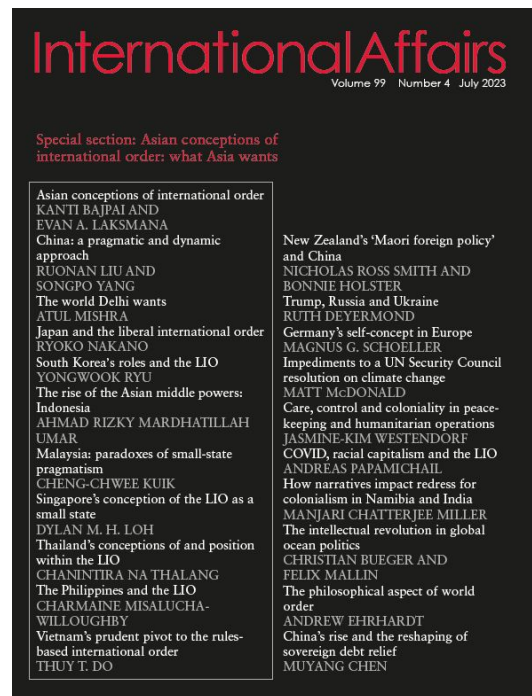 InternationalAffairs
Volume 99 Number 4 July 2023
Special section: Asian conceptions of
international order: what Asia wants
Asian conceptions of international order
KANTI BAJPAI AND
EVAN A. LAKSMANA
China: a pragmatic and dynamic
approach
RUONAN LIU AND
SONGPO YANG
The world Delhi wants
ATUL MISHRA
Japan and the liberal international order
RYOKO NAKANO
South Korea's roles and the LIO
YONGWOOK RYU
The rise of the Asian middle powers:
Indonesia
AHMAD RIZKY MARDHATILLAH
UMAR
Malaysia: paradoxes of small-state
pragmatism
CHENG-CHWEE KUIK
Singapore's conception of the LIO as a
small state
DYLAN M. H. LOH
Thailand's conceptions of and position
within the LIO
CHANINTIRA NA THALANG
The Philippines and the LIO
CHARMAINE MISALUCHA-
WILLOUGHBY
Vietnam's prudent pivot to the rules-
based international order
THUY T. DO
New Zealand's 'Maori foreign policy'
and China
NICHOLAS ROSS SMITH AND
BONNIE HOLSTER
Trump, Russia and Ukraine
RUTH DEYERMOND
Germany's self-concept in Europe
MAGNUS G. SCHOELLER
Impediments to a UN Security Council
resolution on climate change
MATT McDONALD
Care, control and coloniality in peace-
keeping and humanitarian operations
JASMINE-KIM WESTENDORF
COVID, racial capitalism and the LIO
ANDREAS PAPAMICHAIL
How narratives impact redress for
colonialism in Namibia and India
MANJARI CHATTERJEE MILLER
The intellectual revolution in global
ocean politics
CHRISTIAN BUEGER AND
FELIX MALLIN
The philosophical aspect of world
order
ANDREW EHRHARDT
China's rise and the reshaping of
sovereign debt relief
MUYANG CHEN